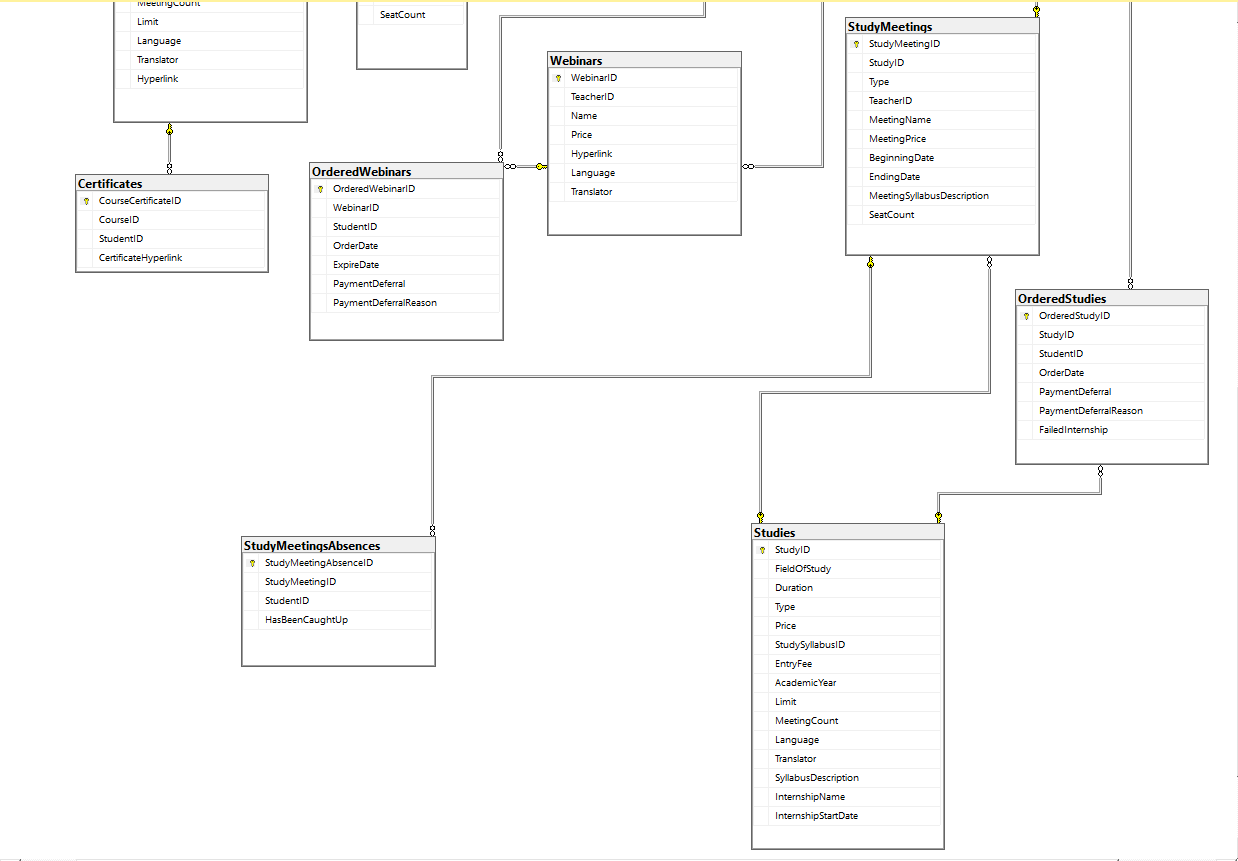 MeetingCount
Limit
Language
Translator
Hyperlink
SeatCount
Certificates
CourseCertificateID
CourseID
StudentID
CertificateHyperlink
OrderedWebinars
OrderedWebinarID
WebinarID
StudentID
OrderDate
ExpireDate
PaymentDeferral
PaymentDeferralReason
Webinars
WebinarID
TeacherID
Name
Price
Hyperlink
Language
Translator
StudyMeetings
StudyMeetingID
StudyID
Type
TeacherID
MeetingName
MeetingPrice
BeginningDate
EndingDate
MeetingSyllabusDescription
SeatCount
OrderedStudies
OrderedStudyID
StudyID
StudentID
OrderDate
PaymentDeferral
PaymentDeferralReason
FailedInternship
StudyMeetingsAbsences
StudyMeetingAbsenceID
StudyMeetingID
StudentID
HasBeenCaughtUp
Studies
StudyID
FieldOfStudy
Duration
Type
Price
StudySyllabusID
EntryFee
AcademicYear
Limit
MeetingCount
Language
Translator
SyllabusDescription
InternshipName
InternshipStartDate